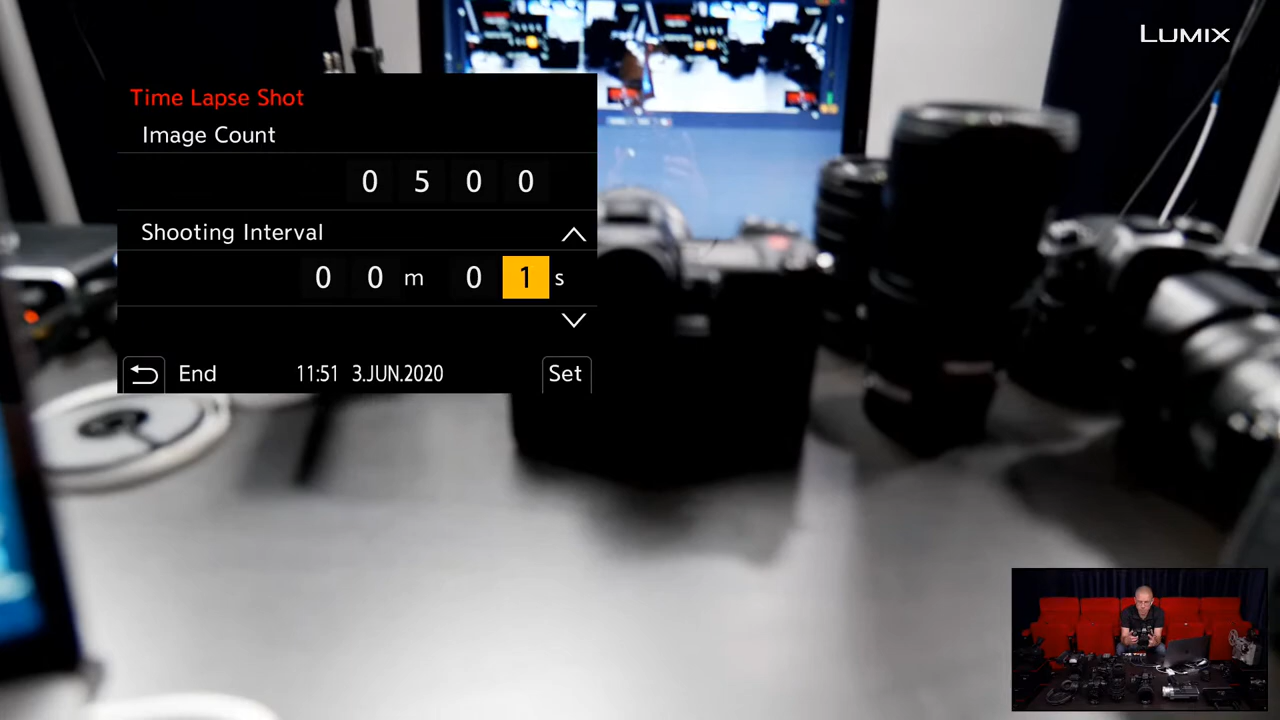 LUMIX
Time Lapse Shot
Image Count
0 5 0 0
Shooting Interval
0 0 m 0 1 s
End 11:51 3.JUN.2020 Set